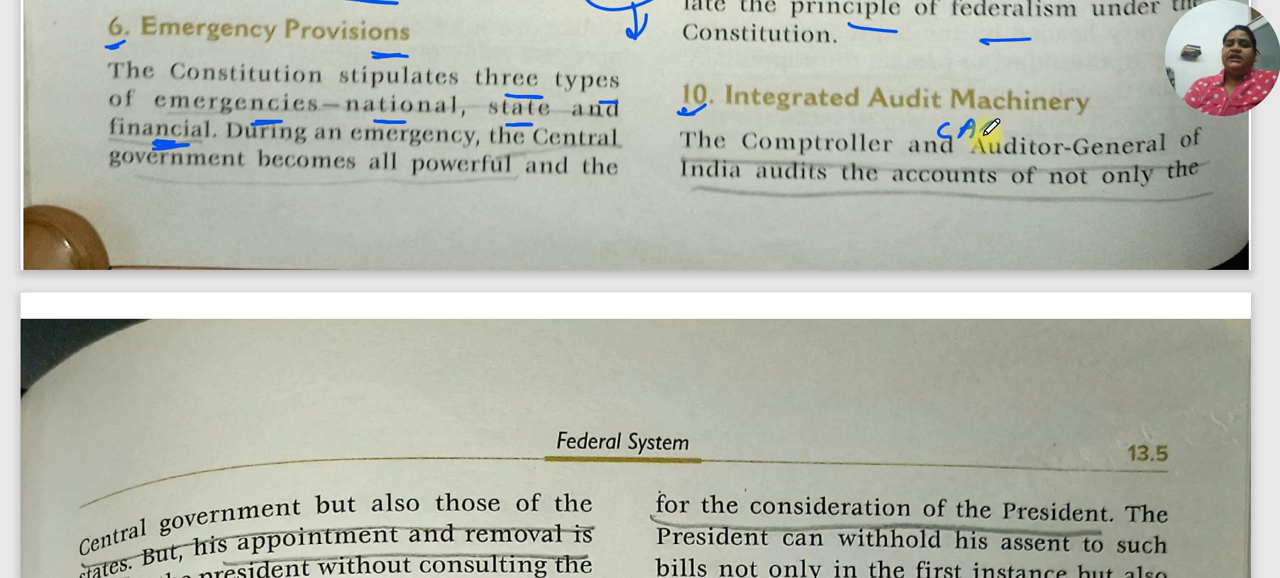 6. Emergency Provisions
The Constitution stipulates three types
of emergencies—national, state and
financial. During an emergency, the Central
government becomes all powerful and the
late the principle of federalism under the
Constitution.
10. Integrated Audit Machinery
CAG
The Comptroller and Auditor-General of
India audits the accounts of not only the
Federal System
13.5
Central government but also those of the
states. But, his appointment and removal is
president without consulting the
for the consideration of the President. The
President can withhold his assent to such
bills not only in the first instance but also